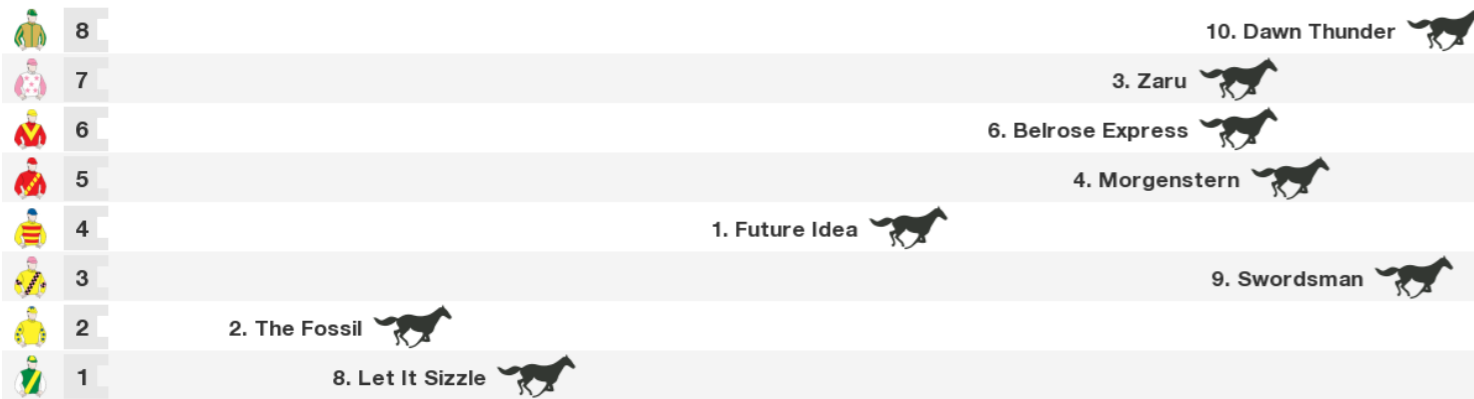 8 10. Dawn Thunder
7 3. Zaru
6 6. Belrose Express
5 4. Morgenstern
4 1. Future Idea
3 9. Swordsman
2 2. The Fossil
1 8. Let It Sizzle